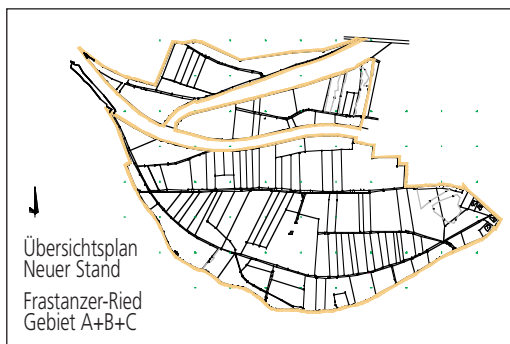 Übersichtsplan
Neuer Stand
Frastanzer-Ried
Gebiet A+B+C